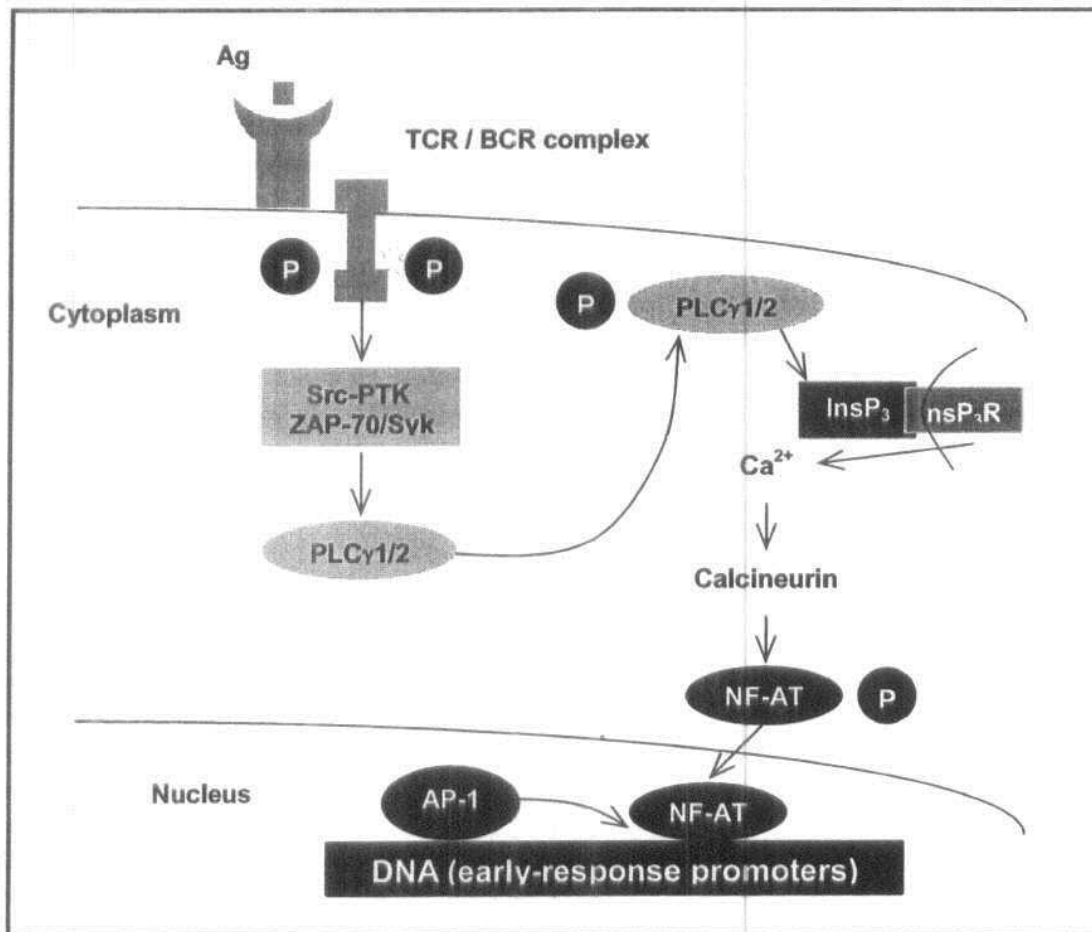 Ag
TCR / BCR complex
P
P
Cytoplasm
P
PLCγ1/2
Src-PTK
ZAP-70/Syk
InsP₃
nsP₃R
Ca²⁺
PLCγ1/2
Calcineurin
NF-AT
P
Nucleus
AP-1
NF-AT
DNA (early-response promoters)